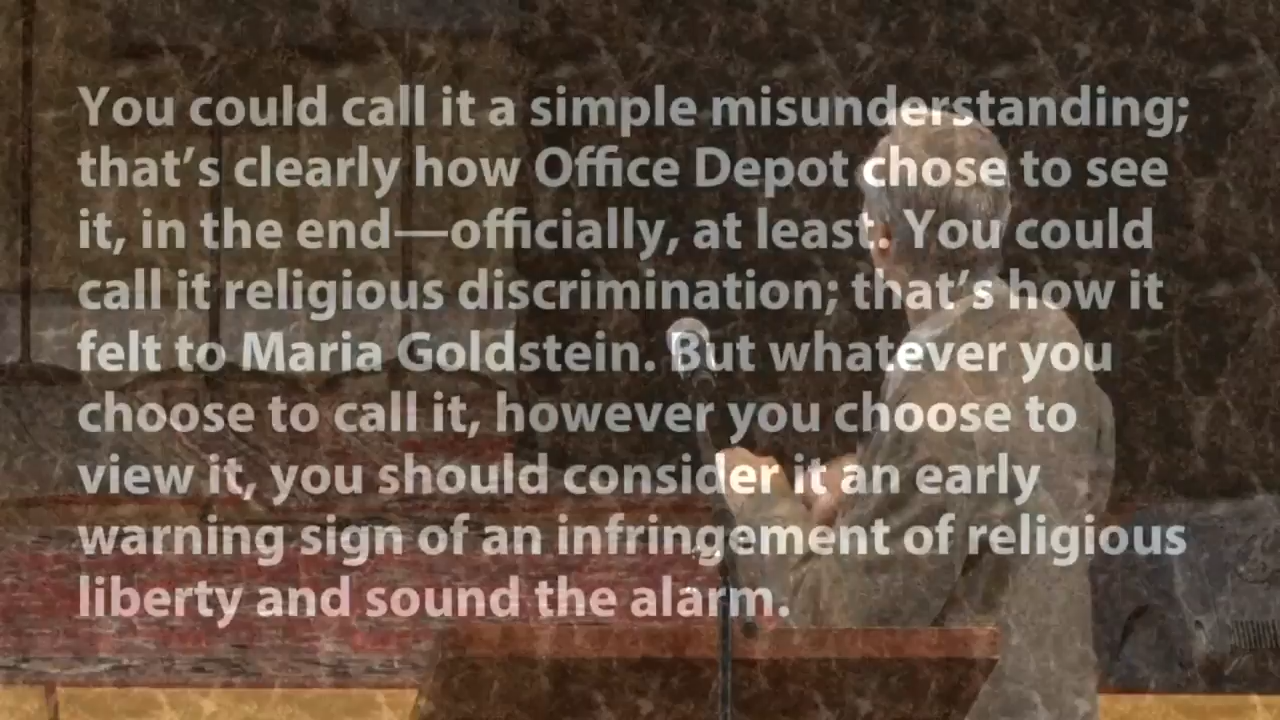 You could call it a simple misunderstanding;
that’s clearly how Office Depot chose to see
it, in the end—officially, at least. You could
call it religious discrimination; that’s how it
felt to Maria Goldstein. But whatever you
choose to call it, however you choose to
view it, you should consider it an early
warning sign of an infringement of religious
liberty and sound the alarm.